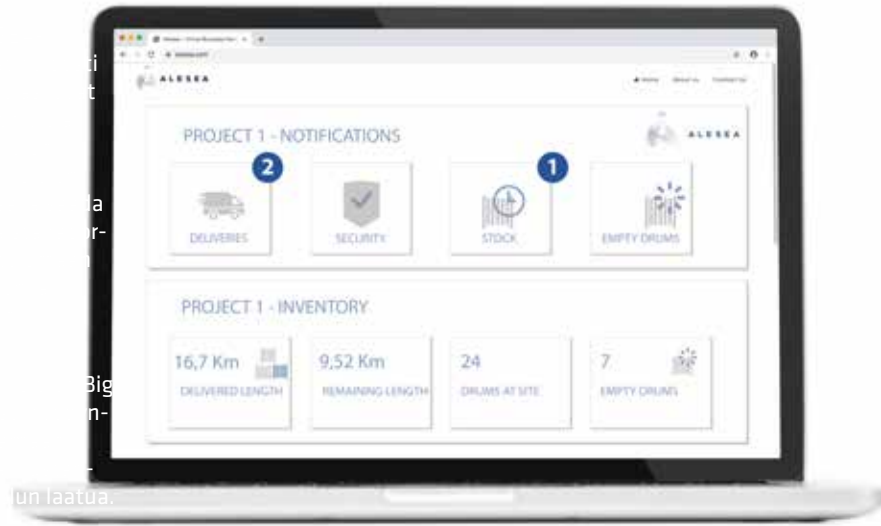 ALESEA
Home About us Contact us
PROJECT 1 - NOTIFICATIONS
ALESEA
2
1
DELIVERIES
SECURITY
STOCK
EMPTY DRUMS
PROJECT 1 - INVENTORY
16,7 Km
DELIVERED LENGTH
9,52 Km
REMAINING LENGTH
24
DRUMS AT SITE
7
EMPTY DRUMS
ti
t
la
or-
n
Big
n-
-
un laatua.